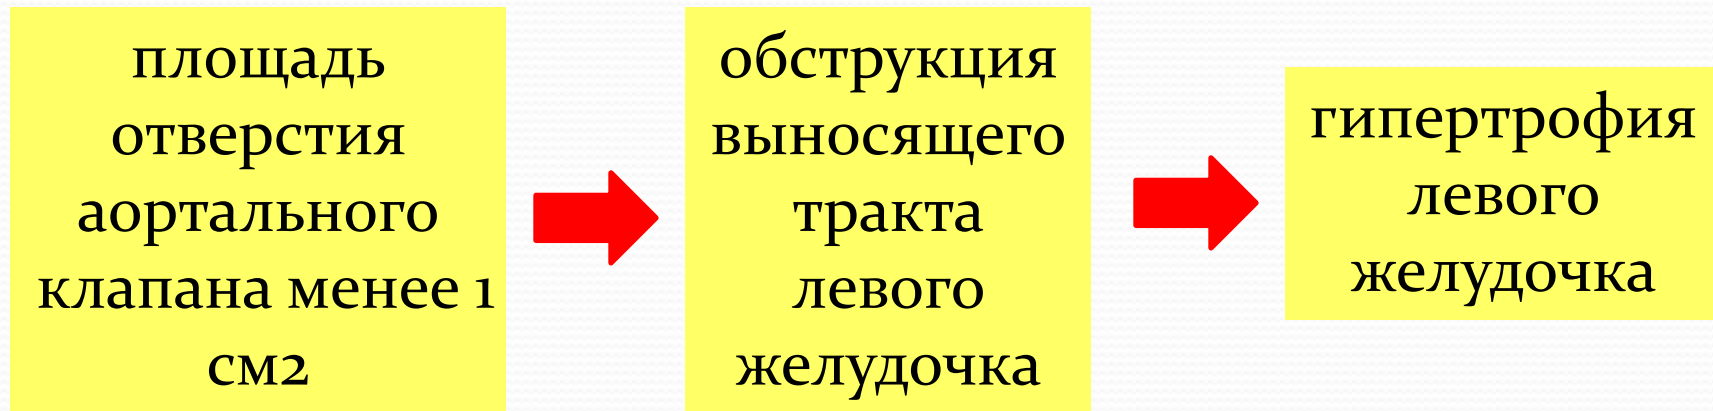 площадь
отверстия
аортального
клапана менее 1
см2
обструкция
выносящего
тракта
левого
желудочка
гипертрофия
левого
желудочка